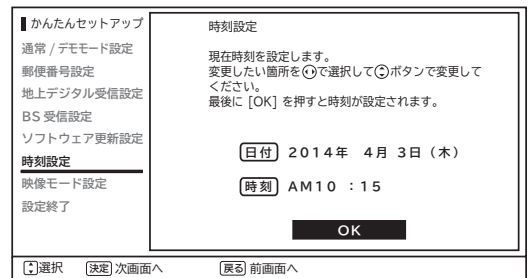 かんたんセットアップ
通常 / デモモード設定
郵便番号設定
地上デジタル受信設定
BS 受信設定
ソフトウェア更新設定
時刻設定
映像モード設定
設定終了
時刻設定
現在時刻を設定します。
変更したい箇所をで選択してボタンで変更して
ください。
最後に [OK] を押すと時刻が設定されます。
日付 2014年 4月 3日（木）
時刻 AM10 ：15
OK
選択 決定 次画面へ 戻る 前画面へ